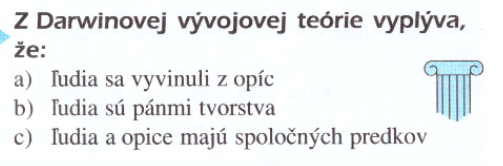 Z Darwinovej vývojovej teórie vyplýva,
že:
a) ľudia sa vyvinuli z opíc
b) ľudia sú pánmi tvorstva
c) ľudia a opice majú spoločných predkov